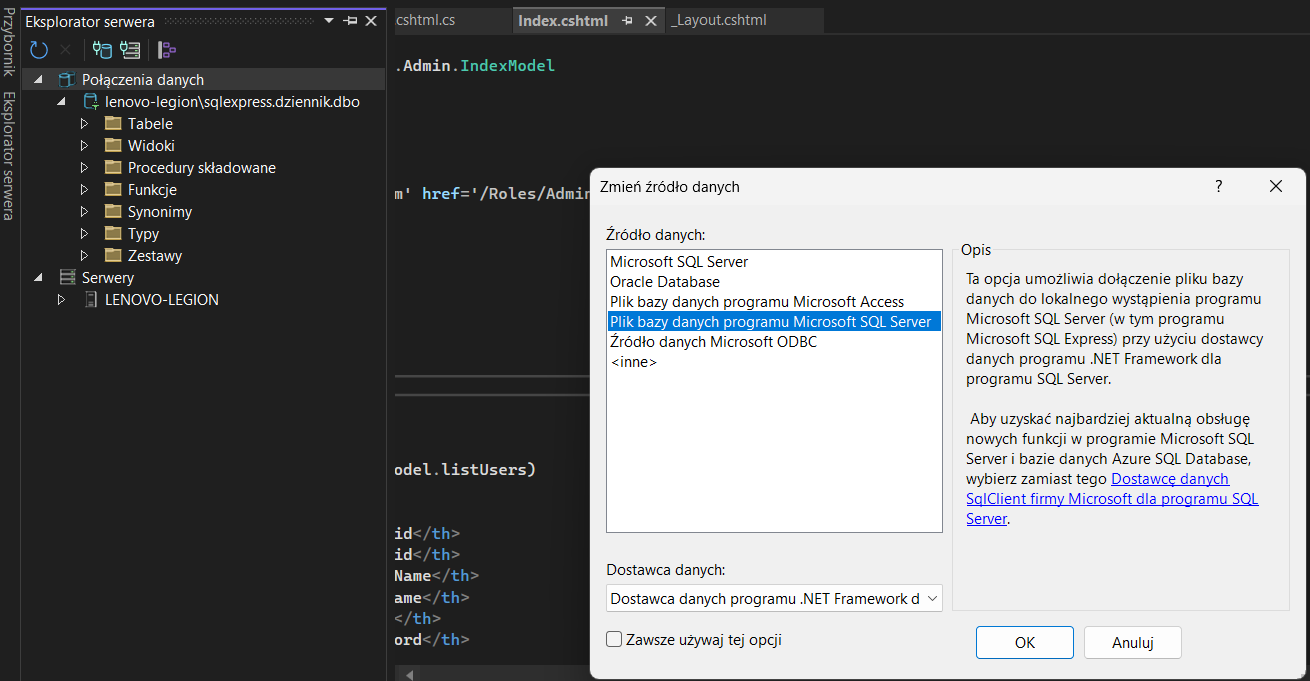 Przybornik
Eksplorator serwera
Eksplorator serwera
Połączenia danych
lenovo-legion\sqlexpress.dziennik.dbo
Tabele
Widoki
Procedury składowane
Funkcje
Synonimy
Typy
Zestawy
Serwery
LENOVO-LEGION
.cshtml.cs
Index.cshtml
_Layout.cshtml
.Admin.IndexModel
m' href='/Roles/Admin
odel.listUsers)
id</th>
id</th>
Name</th>
ame</th>
</th>
ord</th>
Zmień źródło danych
?
Źródło danych:
Microsoft SQL Server
Oracle Database
Plik bazy danych programu Microsoft Access
Plik bazy danych programu Microsoft SQL Server
Źródło danych Microsoft ODBC
<inne>
Dostawca danych:
Dostawca danych programu .NET Framework d
Zawsze używaj tej opcji
Opis
Ta opcja umożliwia dołączenie pliku bazy
danych do lokalnego wystąpienia programu
Microsoft SQL Server (w tym programu
Microsoft SQL Express) przy użyciu dostawcy
danych programu .NET Framework dla
programu SQL Server.
Aby uzyskać najbardziej aktualną obsługę
nowych funkcji w programie Microsoft SQL
Server i bazie danych Azure SQL Database,
wybierz zamiast tego Dostawcę danych
SqlClient firmy Microsoft dla programu SQL
Server.
OK
Anuluj